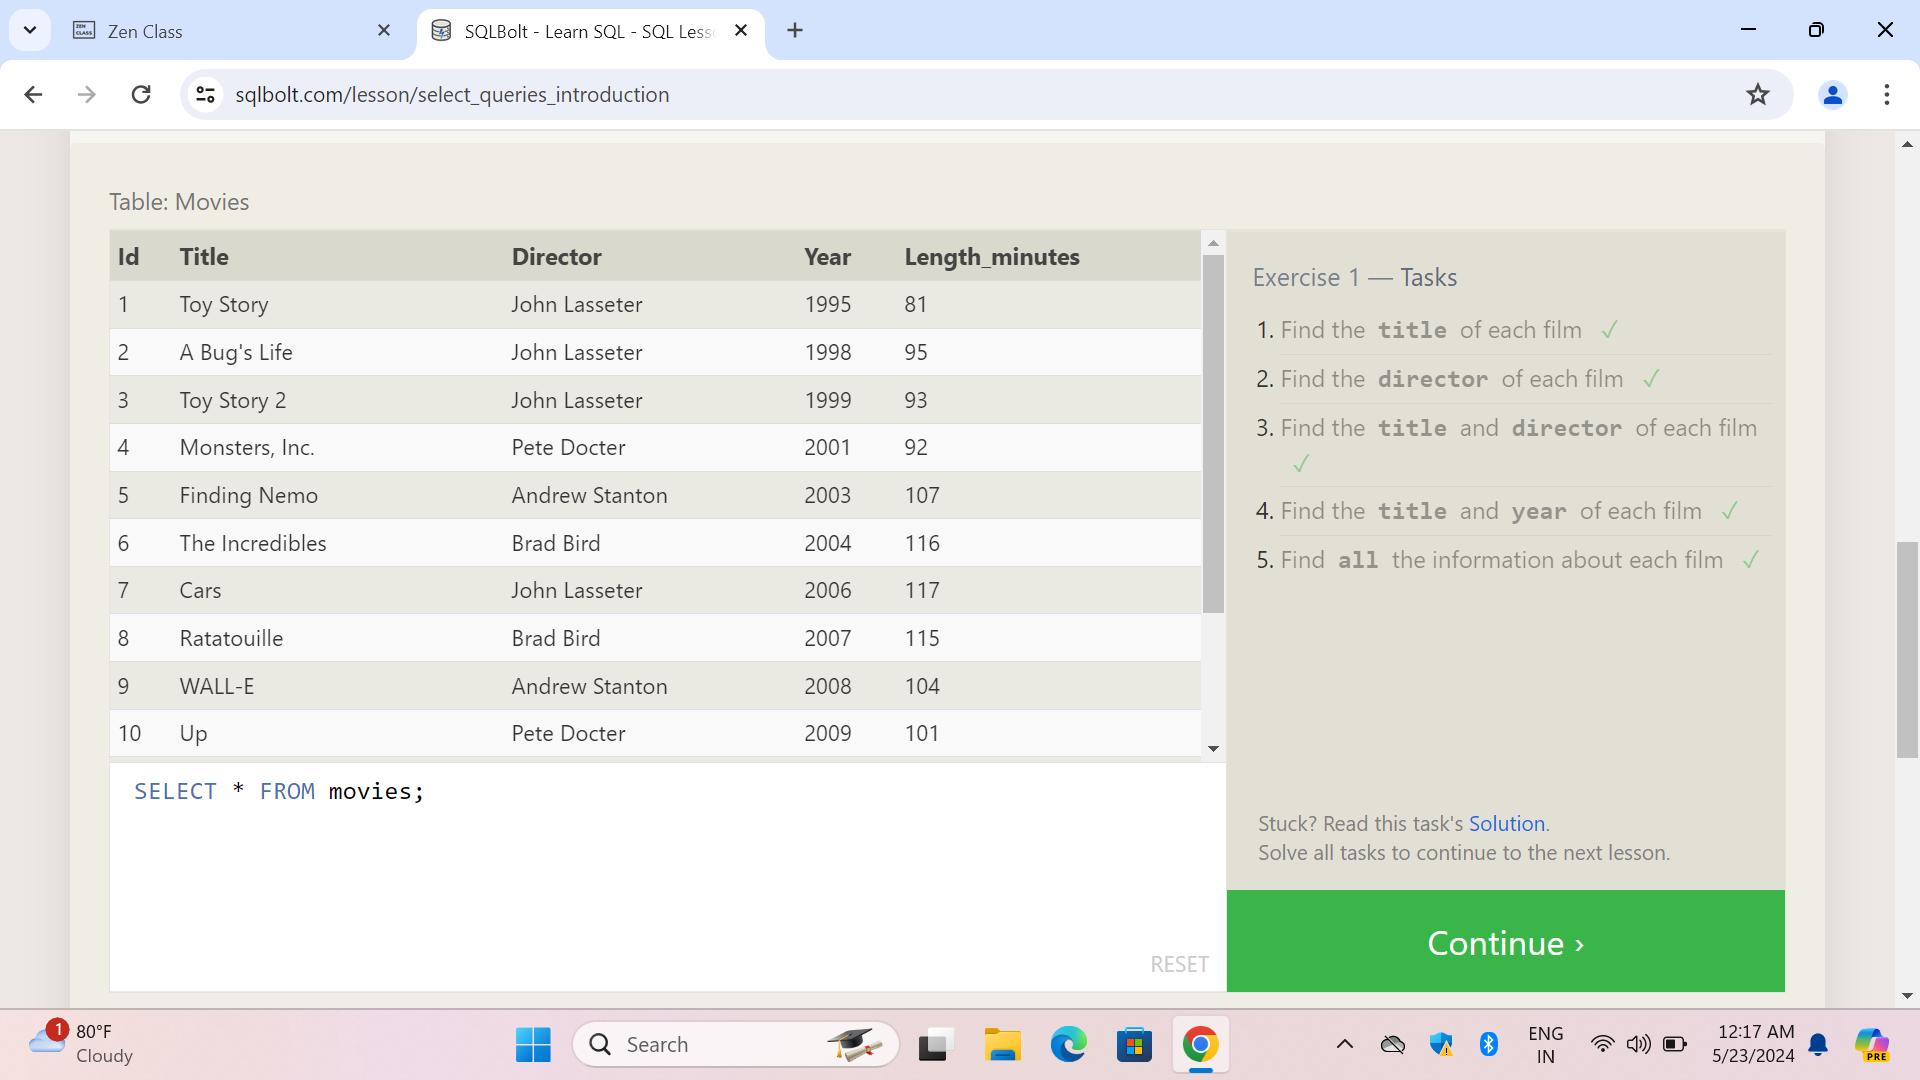 ZEN CLASS Zen Class
SQLBolt - Learn SQL - SQL Less
sqlbolt.com/lesson/select_queries_introduction
Table: Movies
Id Title Director Year Length_minutes
1 Toy Story John Lasseter 1995 81
2 A Bug's Life John Lasseter 1998 95
3 Toy Story 2 John Lasseter 1999 93
4 Monsters, Inc. Pete Docter 2001 92
5 Finding Nemo Andrew Stanton 2003 107
6 The Incredibles Brad Bird 2004 116
7 Cars John Lasseter 2006 117
8 Ratatouille Brad Bird 2007 115
9 WALL-E Andrew Stanton 2008 104
10 Up Pete Docter 2009 101
SELECT * FROM movies;
RESET
Exercise 1 — Tasks
1. Find the title of each film ✓
2. Find the director of each film ✓
3. Find the title and director of each film
✓
4. Find the title and year of each film ✓
5. Find all the information about each film ✓
Stuck? Read this task's Solution.
Solve all tasks to continue to the next lesson.
Continue ›
1
80°F
Cloudy
Search
ENG
IN
12:17 AM
5/23/2024
PRE